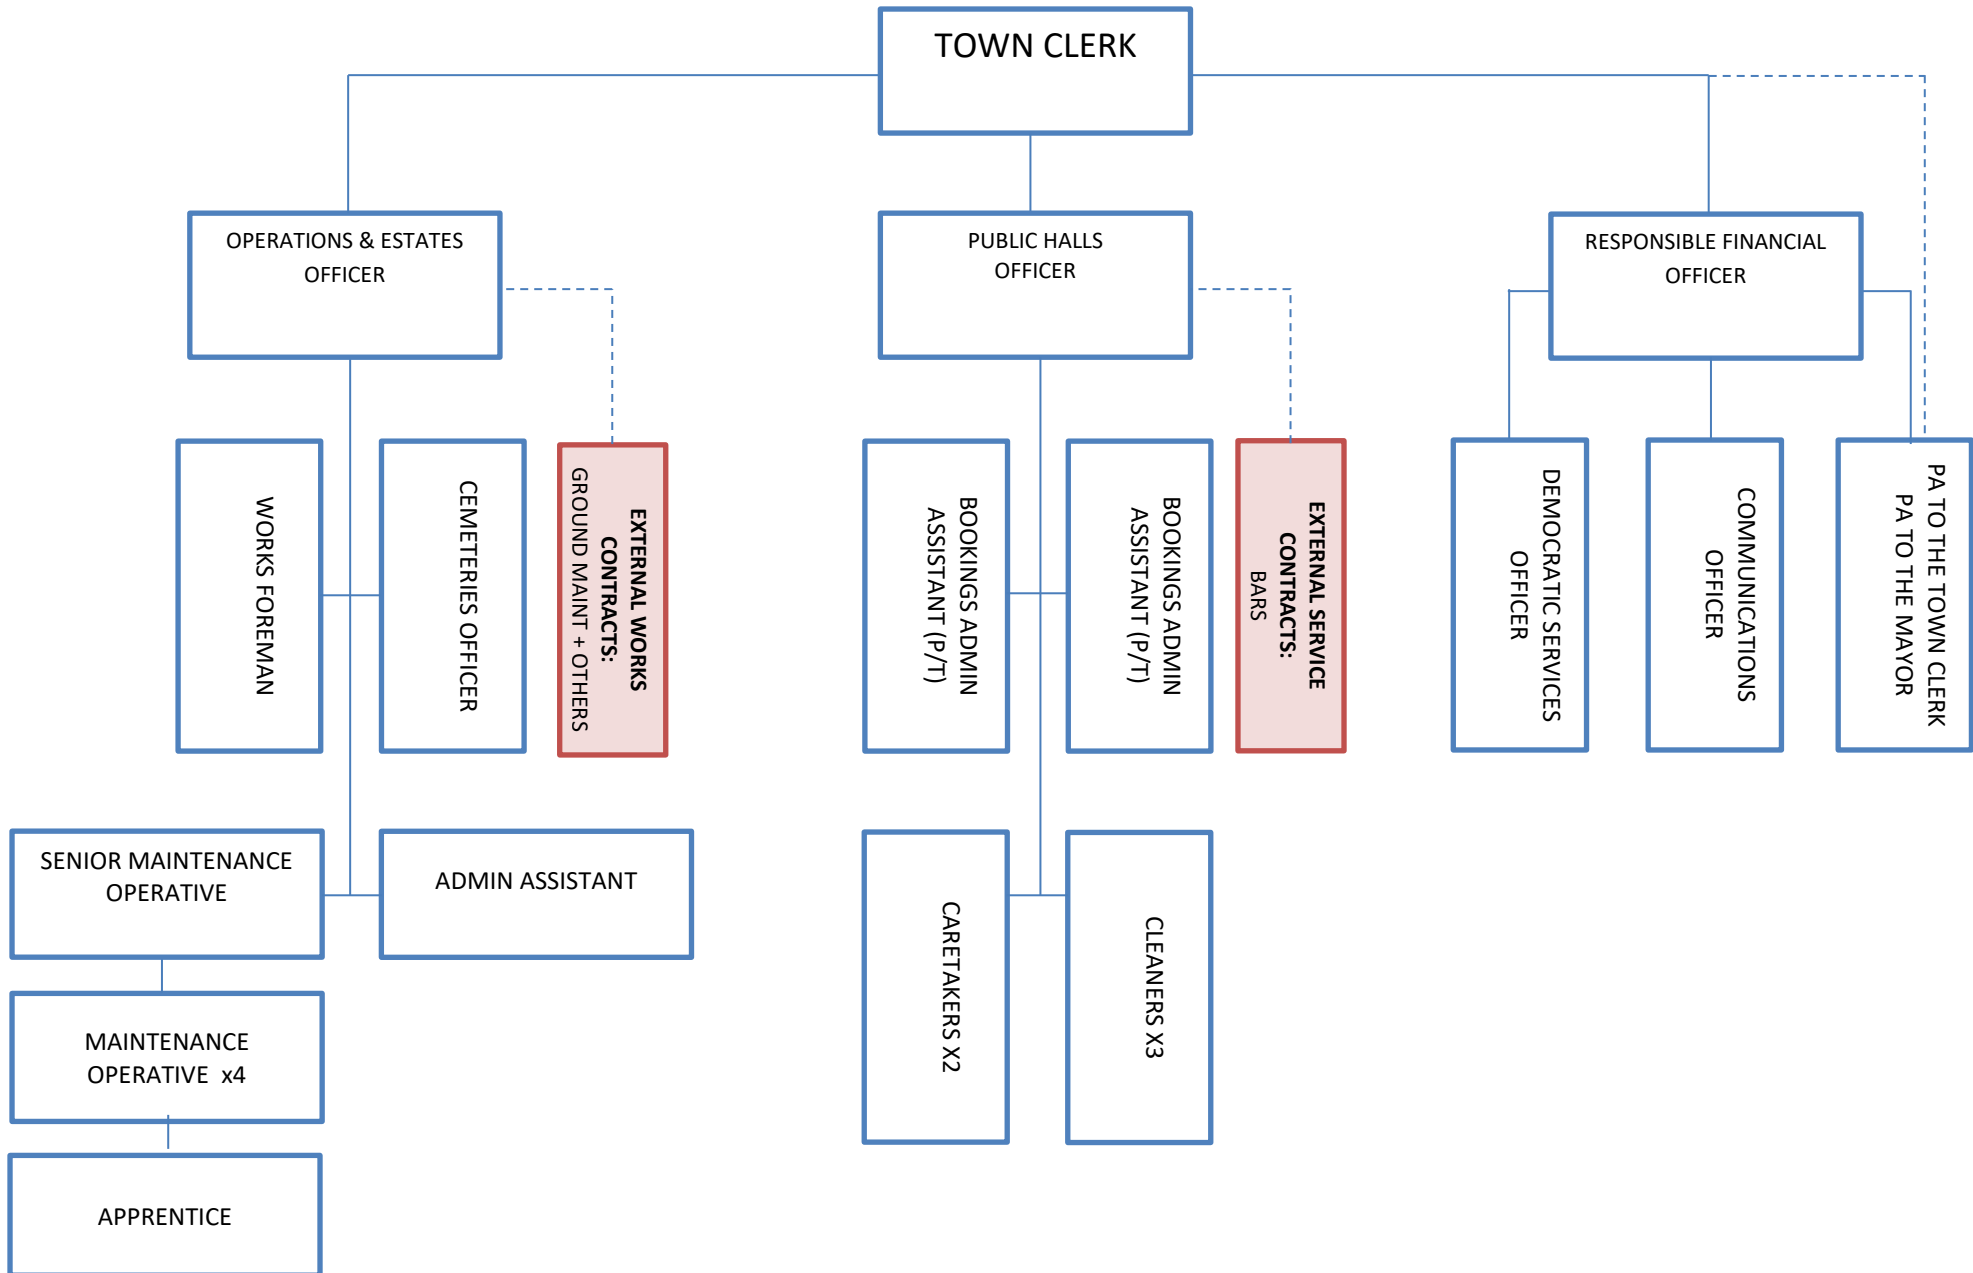 TOWN CLERK
OPERATIONS & ESTATES
OFFICER
PUBLIC HALLS
OFFICER
RESPONSIBLE FINANCIAL
OFFICER
WORKS FOREMAN
CEMETERIES OFFICER
EXTERNAL WORKS
CONTRACTS:
GROUND MAINT + OTHERS
BOOKINGS ADMIN
ASSISTANT (P/T)
BOOKINGS ADMIN
ASSISTANT (P/T)
EXTERNAL SERVICE
CONTRACTS:
BARS
DEMOCRATIC SERVICES
OFFICER
COMMUNICATIONS
OFFICER
PA TO THE TOWN CLERK
PA TO THE MAYOR
SENIOR MAINTENANCE
OPERATIVE
ADMIN ASSISTANT
CARETAKERS X2
CLEANERS X3
MAINTENANCE
OPERATIVE x4
APPRENTICE